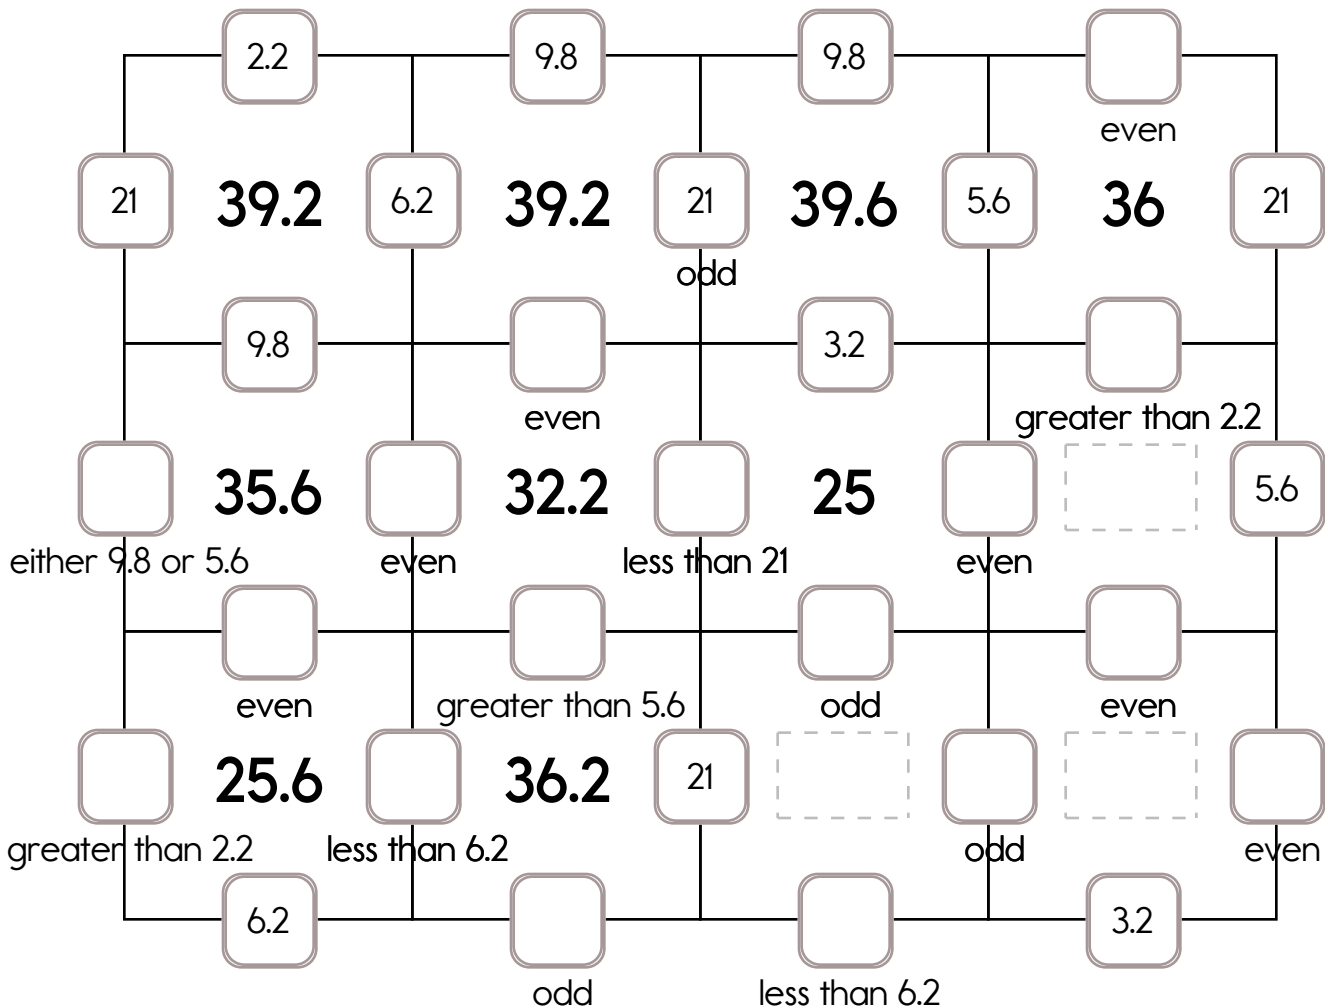 2.2 9.8 9.8
even
21 39.2 6.2 39.2 21 39.6 5.6 36 21
odd
9.8 3.2
even greater than 2.2
35.6 32.2 25 5.6
either 9.8 or 5.6 even less than 21 even
even greater than 5.6 odd even
25.6 36.2 21
greater than 2.2 less than 6.2 odd even
6.2 3.2
odd less than 6.2